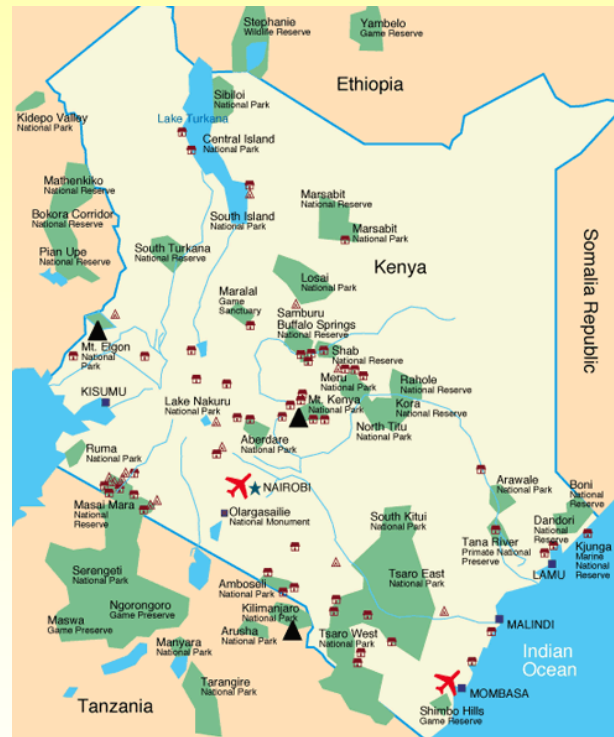 Stephanie
Wildlife Reserve
Yambelo
Game Reserve
Ethiopia
Sibiloi
National Park
Kidepo Valley
National Park
Lake Turkana
Central Island
National Park
Mathenkiko
National Reserve
Bokora Corridor
National Reserve
Pian Upe
National Reserve
South Island
National Park
Marsabit
National Reserve
Marsabit
National Park
South Turkana
National Reserve
Kenya
Somalia Republic
Losai
National Park
Maralal
Game
Sanctuary
Samburu
Buffalo Springs
National Reserve
Mt. Elgon
National
Park
Shab
National Reserve
Meru
National Park
Rahole
National Reserve
KISUMU
Lake Nakuru
National Park
Mt. Kenya
National Park
Kora
National Reserve
North Titu
National Park
Aberdare
National Park
Ruma
National Park
NAIROBI
Arawale
National Park
Boni
National Reserve
Masai Mara
National
Reserve
Olargasailie
National Monument
South Kitui
National Park
Dandori
National
Reserve
Tana River
Primate National
Preserve
Kjunga
Marine
National
Reserve
LAMU
Serengeti
National Park
Tsaro East
National Park
Amboseli
National Park
Ngorongoro
Game Preserve
Kilimanjaro
National Park
Maswa
Game Preserve
Arusha
National Park
MALINDI
Tsaro West
National Park
Manyara
National Park
Indian
Ocean
Tarangire
National Park
MOMBASA
Tanzania
Shimbo Hills
Game Reserve